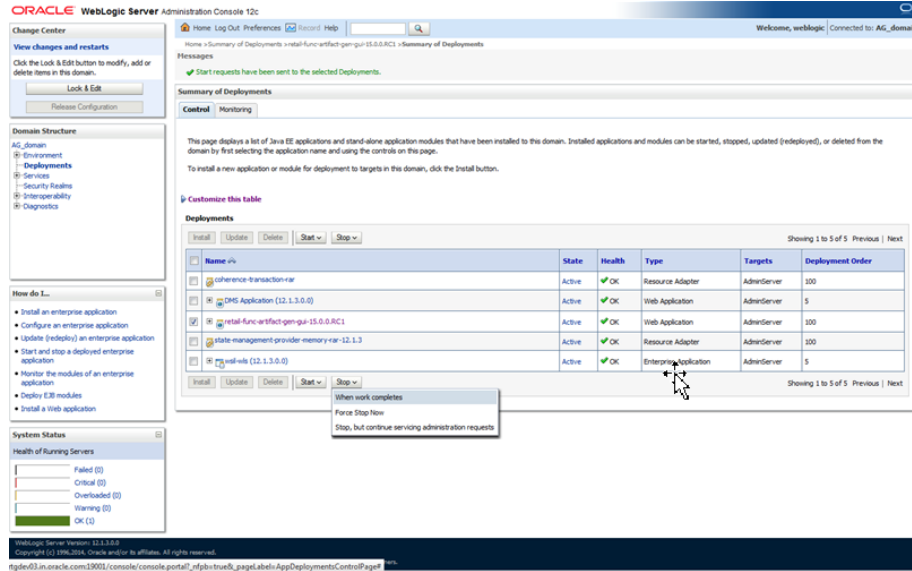 ORACLE WebLogic Server Administration Console 12c
Change Center
View changes and restarts
Click the Lock & Edit button to modify, add or
delete items in this domain.
Lock & Edit
Release Configuration
Domain Structure
AG_domain
Environment
Deployments
Services
Security Realms
Interoperability
Diagnostics
How do I...
Install an enterprise application
Configure an enterprise application
Update (redeploy) an enterprise application
Start and stop a deployed enterprise
application
Monitor the modules of an enterprise
application
Deploy EJB modules
Install a Web application
System Status
Health of Running Servers
Failed (0)
Critical (0)
Overloaded (0)
Warning (0)
OK (1)
Home Log Out Preferences Record Help
Welcome, weblogic Connected to: AG_domai
Home >Summary of Deployments >retail-func-artifact-gen-gui-15.0.0.RC1 >Summary of Deployments
Messages
Start requests have been sent to the selected Deployments.
Summary of Deployments
Control Monitoring
This page displays a list of Java EE applications and stand-alone application modules that have been installed to this domain. Installed applications and modules can be started, stopped, updated (redeployed), or deleted from the
domain by first selecting the application name and using the controls on this page.
To install a new application or module for deployment to targets in this domain, click the Install button.
Customize this table
Deployments
Install Update Delete Start Stop Showing 1 to 5 of 5 Previous | Next
Name State Health Type Targets Deployment Order
coherence-transaction-rar Active OK Resource Adapter AdminServer 100
DMS Application (12.1.3.0.0) Active OK Web Application AdminServer 5
retail-func-artifact-gen-gui-15.0.0.RC1 Active OK Web Application AdminServer 100
state-management-provider-memory-rar-12.1.3 Active OK Resource Adapter AdminServer 100
wsil-wls (12.1.3.0.0) Active OK Enterprise Application AdminServer 5
Install Update Delete Start Stop Showing 1 to 5 of 5 Previous | Next
When work completes
Force Stop Now
Stop, but continue servicing administration requests
WebLogic Server Version: 12.1.3.0.0
Copyright (c) 1996,2014, Oracle and/or its affiliates. All rights reserved.
rtgdev03.in.oracle.com:19001/console/console.portal?_nfpb=true&_pageLabel=AppDeploymentsControlPage#